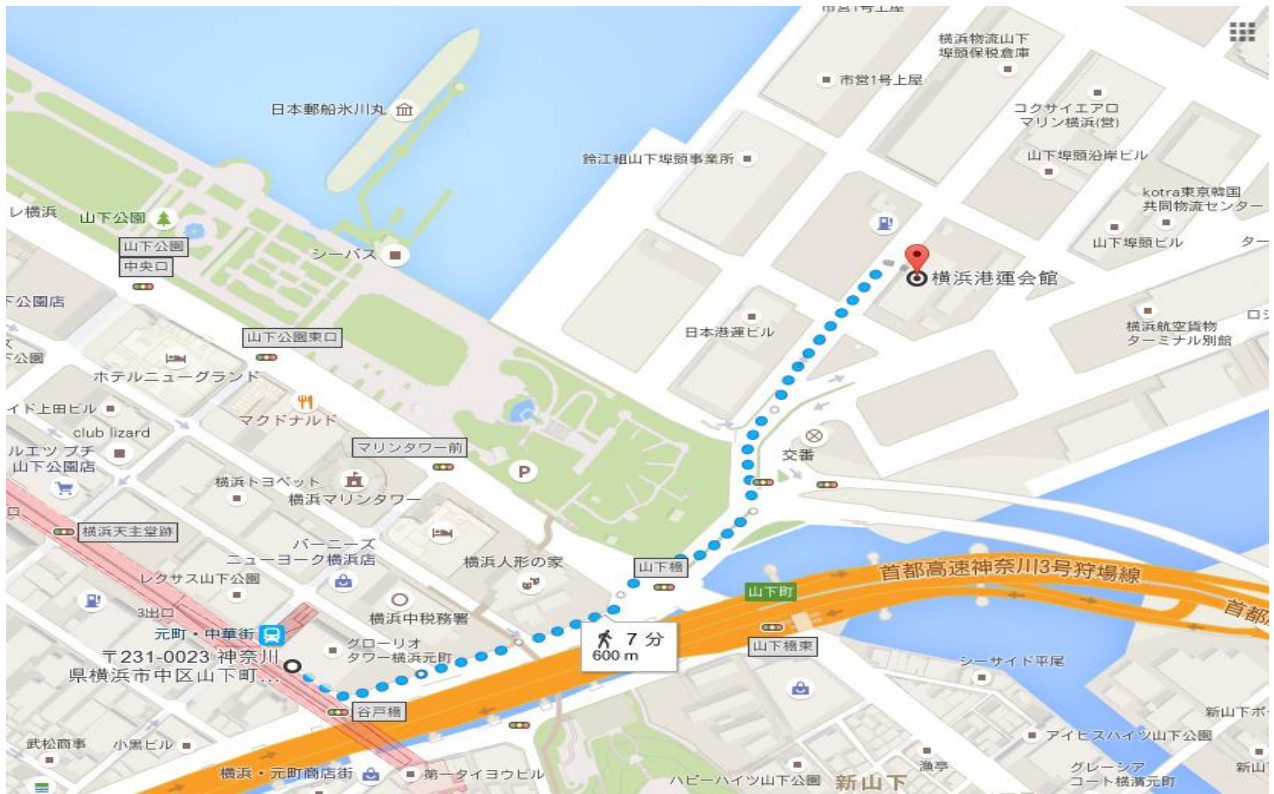 市営1号上屋
横浜物流山下
埠頭保税倉庫
市営1号上屋
コクサイエアロ
マリン横浜(営)
日本郵船氷川丸
鈴江組山下埠頭事業所
山下埠頭沿岸ビル
kotra東京韓国
共同物流センター
山下埠頭ビル
ター
レ横浜
山下公園
山下公園
中央口
シーバス
横浜港運会館
下公園店
山下公園東口
日本港運ビル
横浜航空貨物
ターミナル別館
ロジ
下公園
ホテルニューグランド
マクドナルド
イド上田ビル
club lizard
ルエツ プチ
山下公園店
マリンタワー前
交番
横浜トヨペット
横浜マリンタワー
横浜天主堂跡
バーニーズ
ニューヨーク横浜店
横浜人形の家
山下橋
首都高速神奈川3号狩場線
レクサス山下公園
山下町
首都
3出口
横浜中税務署
元町・中華街
〒231-0023 神奈川
県横浜市中区山下町...
グローリオ
タワー横浜元町
7 分
600 m
山下橋東
シーサイド平尾
谷戸橋
新山下ポー
武松商事
小黒ビル
アイビスハイツ山下公園
横浜・元町商店街
第一タイヨウビル
ハビーハイツ山下公園
新山下
漁亭
グレーシア
コート横濱元町
新山
P